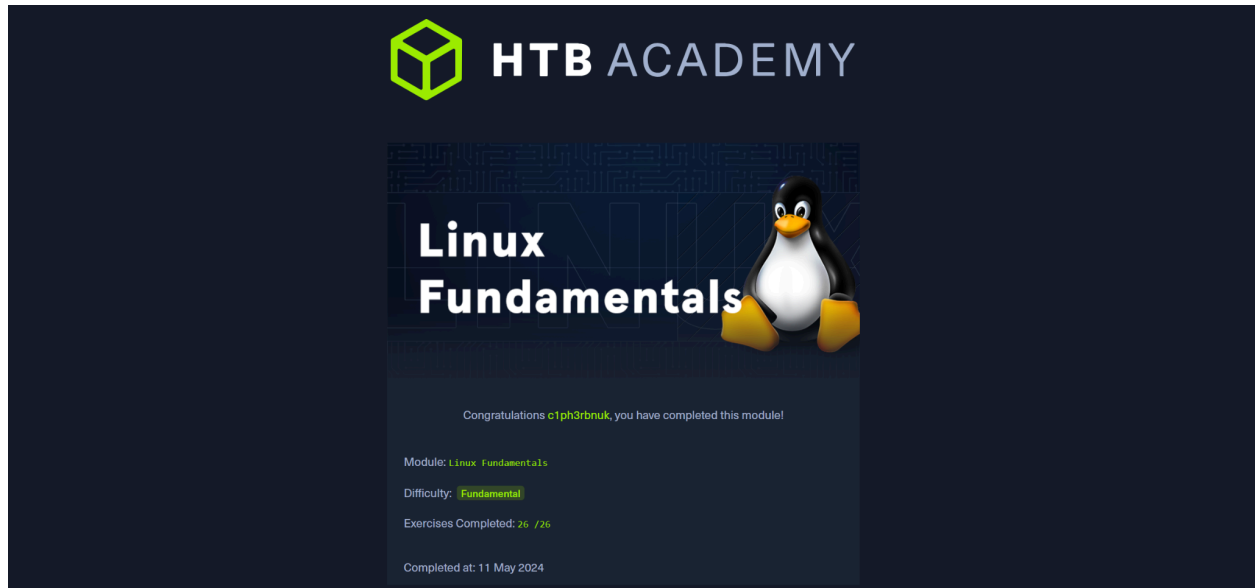 HTB ACADEMY
Linux
Fundamentals
Congratulations c1ph3rbnuk, you have completed this module!
Module: Linux Fundamentals
Difficulty: Fundamental
Exercises Completed: 26 /26
Completed at: 11 May 2024